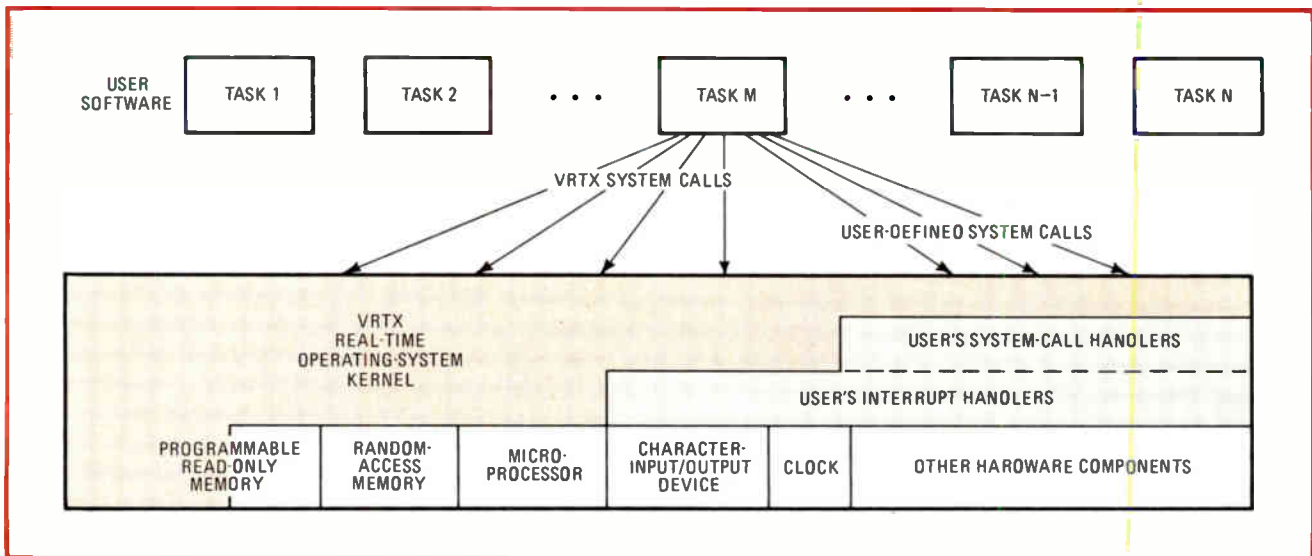 USER
SOFTWARE
TASK 1
TASK 2
• • •
TASK M
• • •
TASK N-1
TASK N
VRTX SYSTEM CALLS
USER-DEFINED SYSTEM CALLS
VRTX
REAL-TIME
OPERATING-SYSTEM
KERNEL
USER'S SYSTEM-CALL HANDLERS
USER'S INTERRUPT HANDLERS
PROGRAMMABLE
READ-ONLY
MEMORY
RANDOM-
ACCESS
MEMORY
MICRO-
PROCESSOR
CHARACTER-
INPUT/OUTPUT
DEVICE
CLOCK
OTHER HARDWARE COMPONENTS